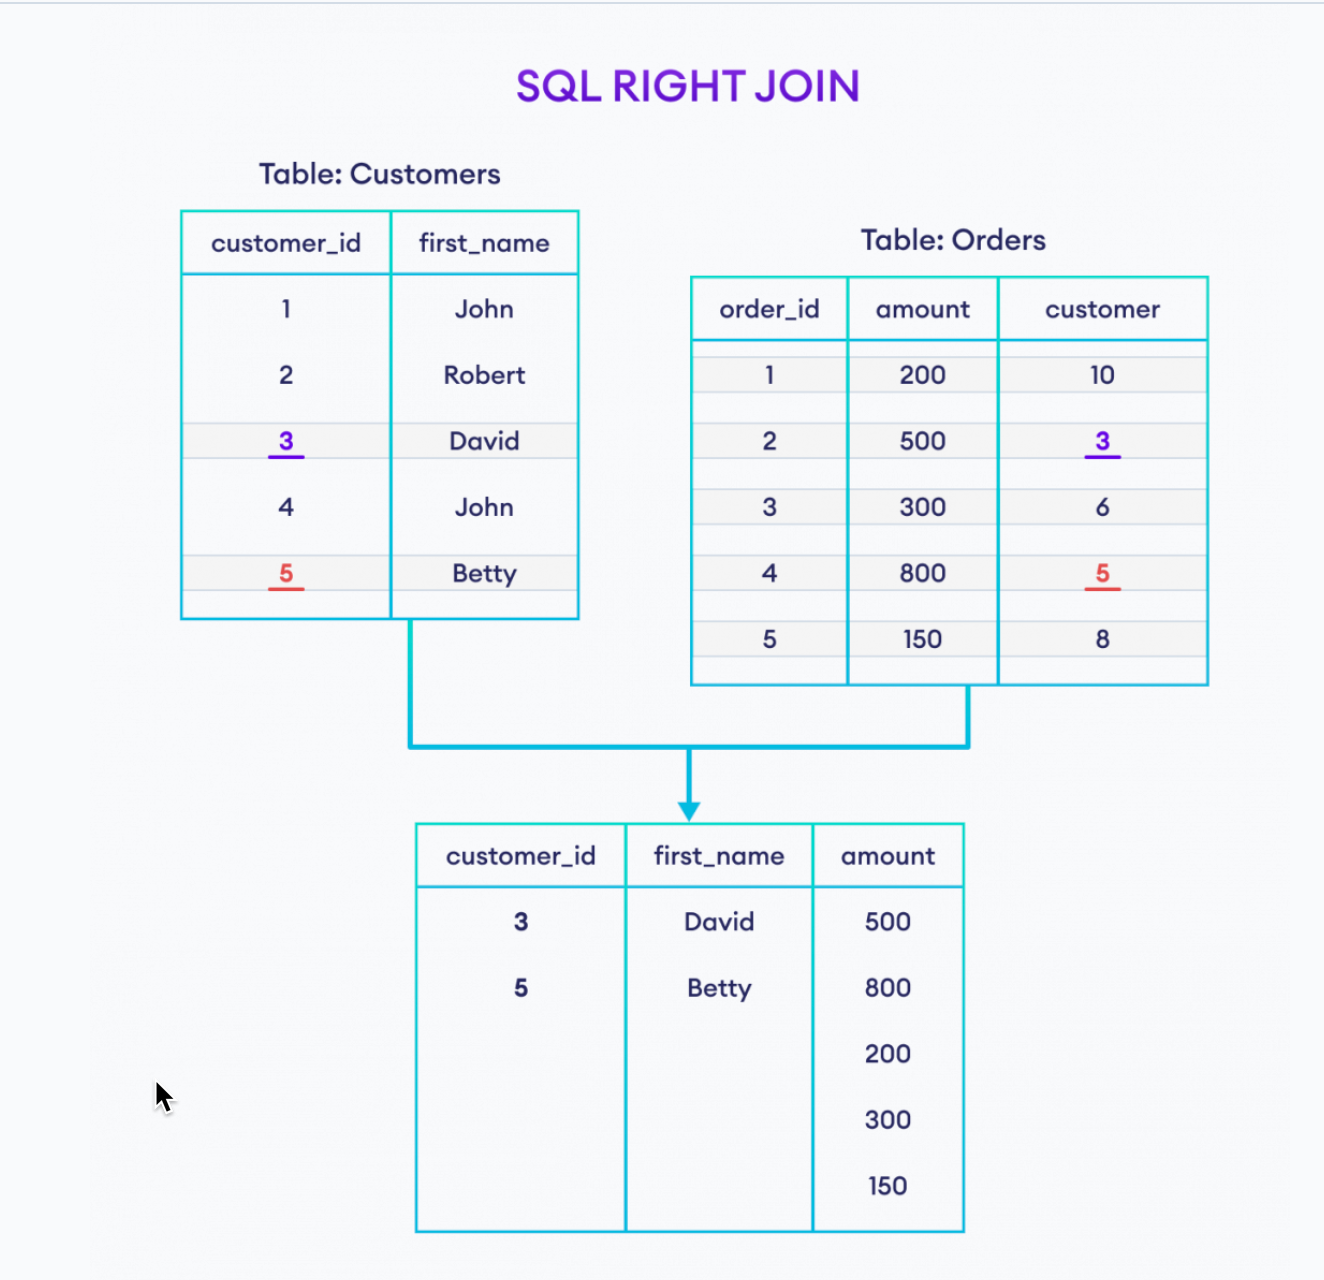 SQL RIGHT JOIN
Table: Customers
customer_id first_name
1 John
2 Robert
3 David
4 John
5 Betty
Table: Orders
order_id amount customer
1 200 10
2 500 3
3 300 6
4 800 5
5 150 8
customer_id first_name amount
3 David 500
5 Betty 800
200
300
150